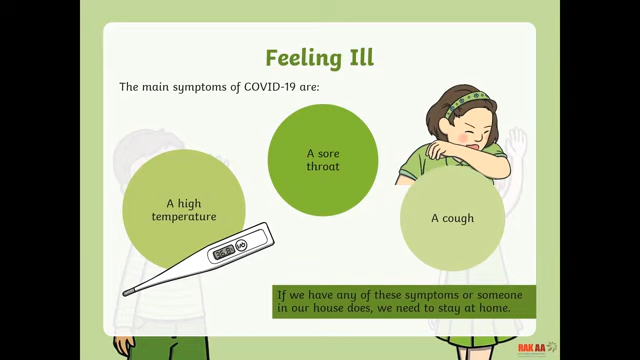 Feeling Ill
The main symptoms of COVID-19 are:
A sore
throat
A high
temperature
A cough
If we have any of these symptoms or someone
in our house does, we need to stay at home.
RAK AA